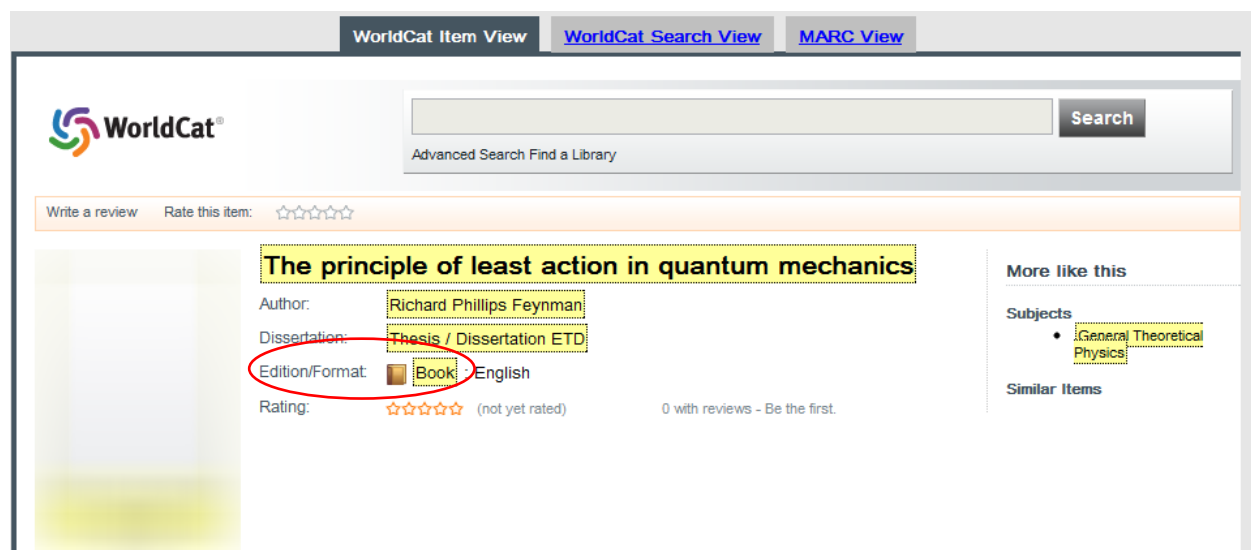 WorldCat Item View WorldCat Search View MARC View
WorldCat®
Search
Advanced Search Find a Library
Write a review Rate this item:
The principle of least action in quantum mechanics
Author: Richard Phillips Feynman
Dissertation: Thesis / Dissertation ETD
Edition/Format: Book : English
Rating: (not yet rated) 0 with reviews - Be the first.
More like this
Subjects
• .General Theoretical
Physics
Similar Items